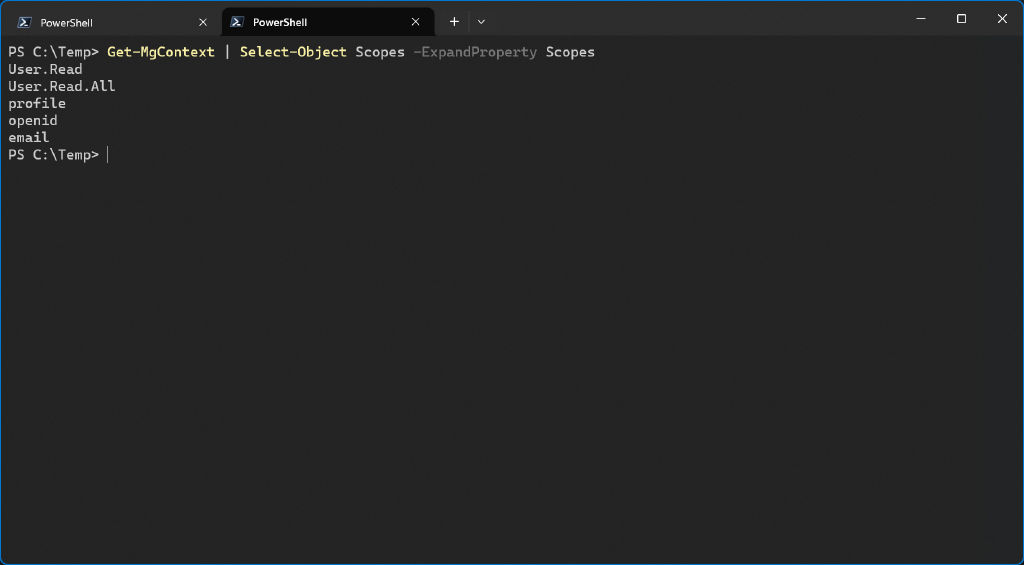 PowerShell
PowerShell
PS C:\Temp> Get-MgContext | Select-Object Scopes -ExpandProperty Scopes
User.Read
User.Read.All
profile
openid
email
PS C:\Temp>